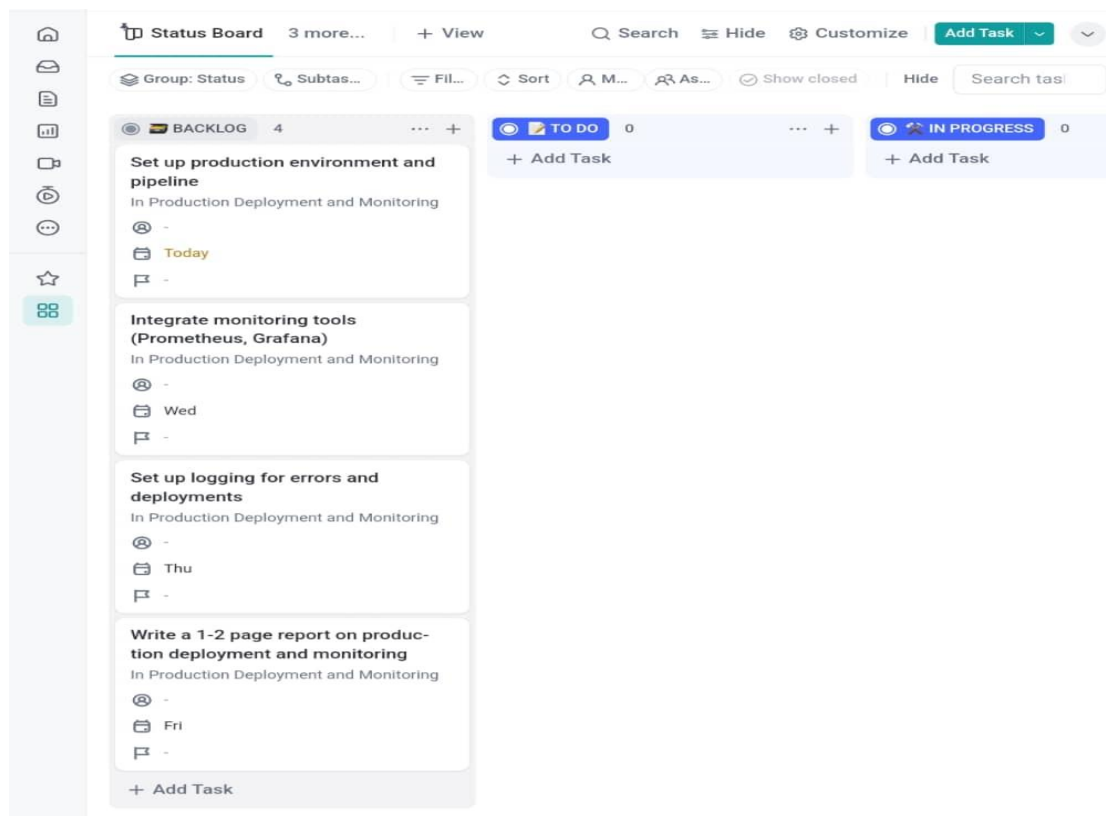 Status Board 3 more... + View Search Hide Customize Add Task
Group: Status Subtas... Fil... Sort M... As... Show closed Hide Search tas
BACKLOG 4 ... +
Set up production environment and
pipeline
In Production Deployment and Monitoring
-
Today
-
Integrate monitoring tools
(Prometheus, Grafana)
In Production Deployment and Monitoring
-
Wed
-
Set up logging for errors and
deployments
In Production Deployment and Monitoring
-
Thu
-
Write a 1-2 page report on produc-
tion deployment and monitoring
In Production Deployment and Monitoring
-
Fri
-
+ Add Task
TO DO 0 ... +
+ Add Task
IN PROGRESS 0
+ Add Task